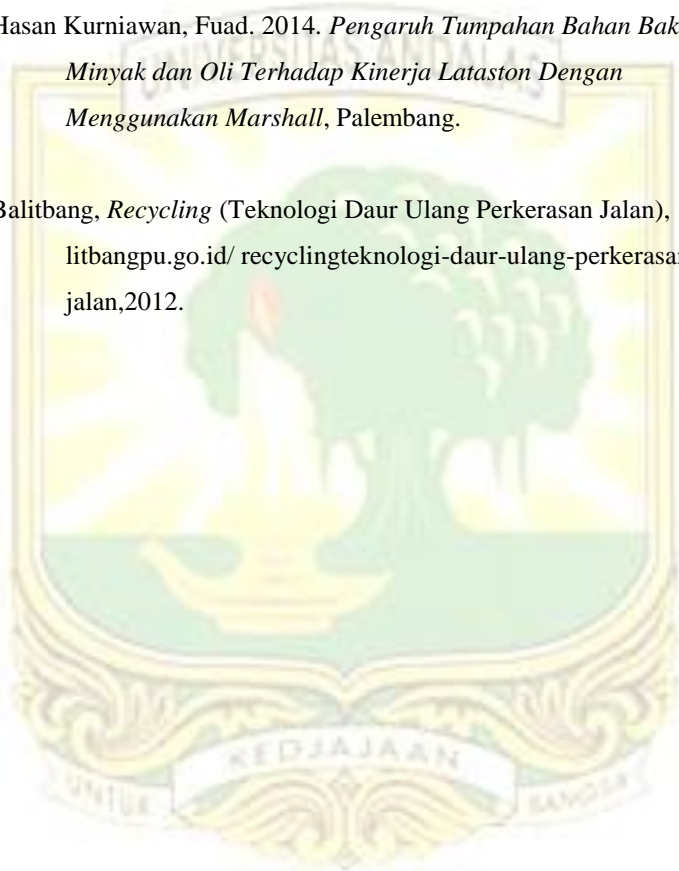 Hasan Kurniawan, Fuad. 2014. Pengaruh Tumpahan Bahan Bak
Minyak dan Oli Terhadap Kinerja Lataston Dengan
Menggunakan Marshall, Palembang.
Balitbang, Recycling (Teknologi Daur Ulang Perkerasan Jalan),
litbangpu.go.id/ recyclingteknologi-daur-ulang-perkerasan
jalan,2012.
UNIVERSITAS ANDALAS
KEDJAJAAN
UNTUK
BANGSA